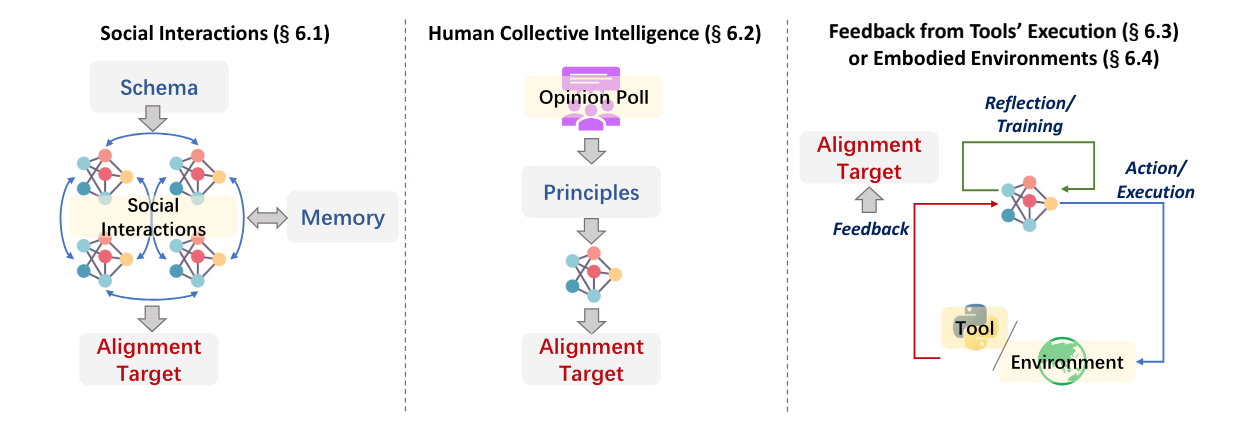 Social Interactions (§ 6.1)
Schema
Social
Interactions
Memory
Alignment
Target
Human Collective Intelligence (§ 6.2)
Opinion Poll
Principles
Alignment
Target
Feedback from Tools’ Execution (§ 6.3)
or Embodied Environments (§ 6.4)
Reflection/
Training
Alignment
Target
Action/
Execution
Feedback
Tool
Environment